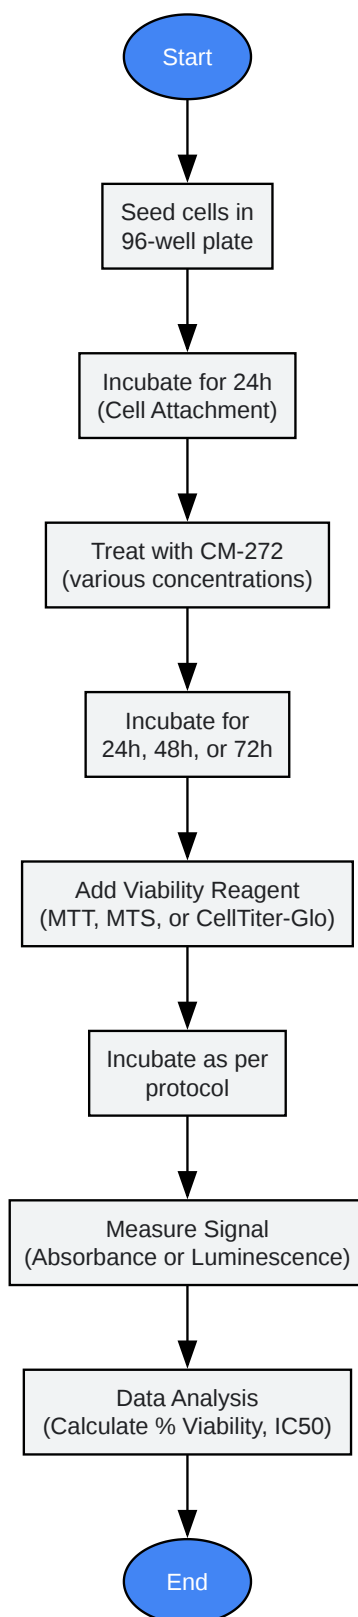 Start
Seed cells in
96-well plate
Incubate for 24h
(Cell Attachment)
Treat with CM-272
(various concentrations)
Incubate for
24h, 48h, or 72h
Add Viability Reagent
(MTT, MTS, or CellTiter-Glo)
Incubate as per
protocol
Measure Signal
(Absorbance or Luminescence)
Data Analysis
(Calculate % Viability, IC50)
End